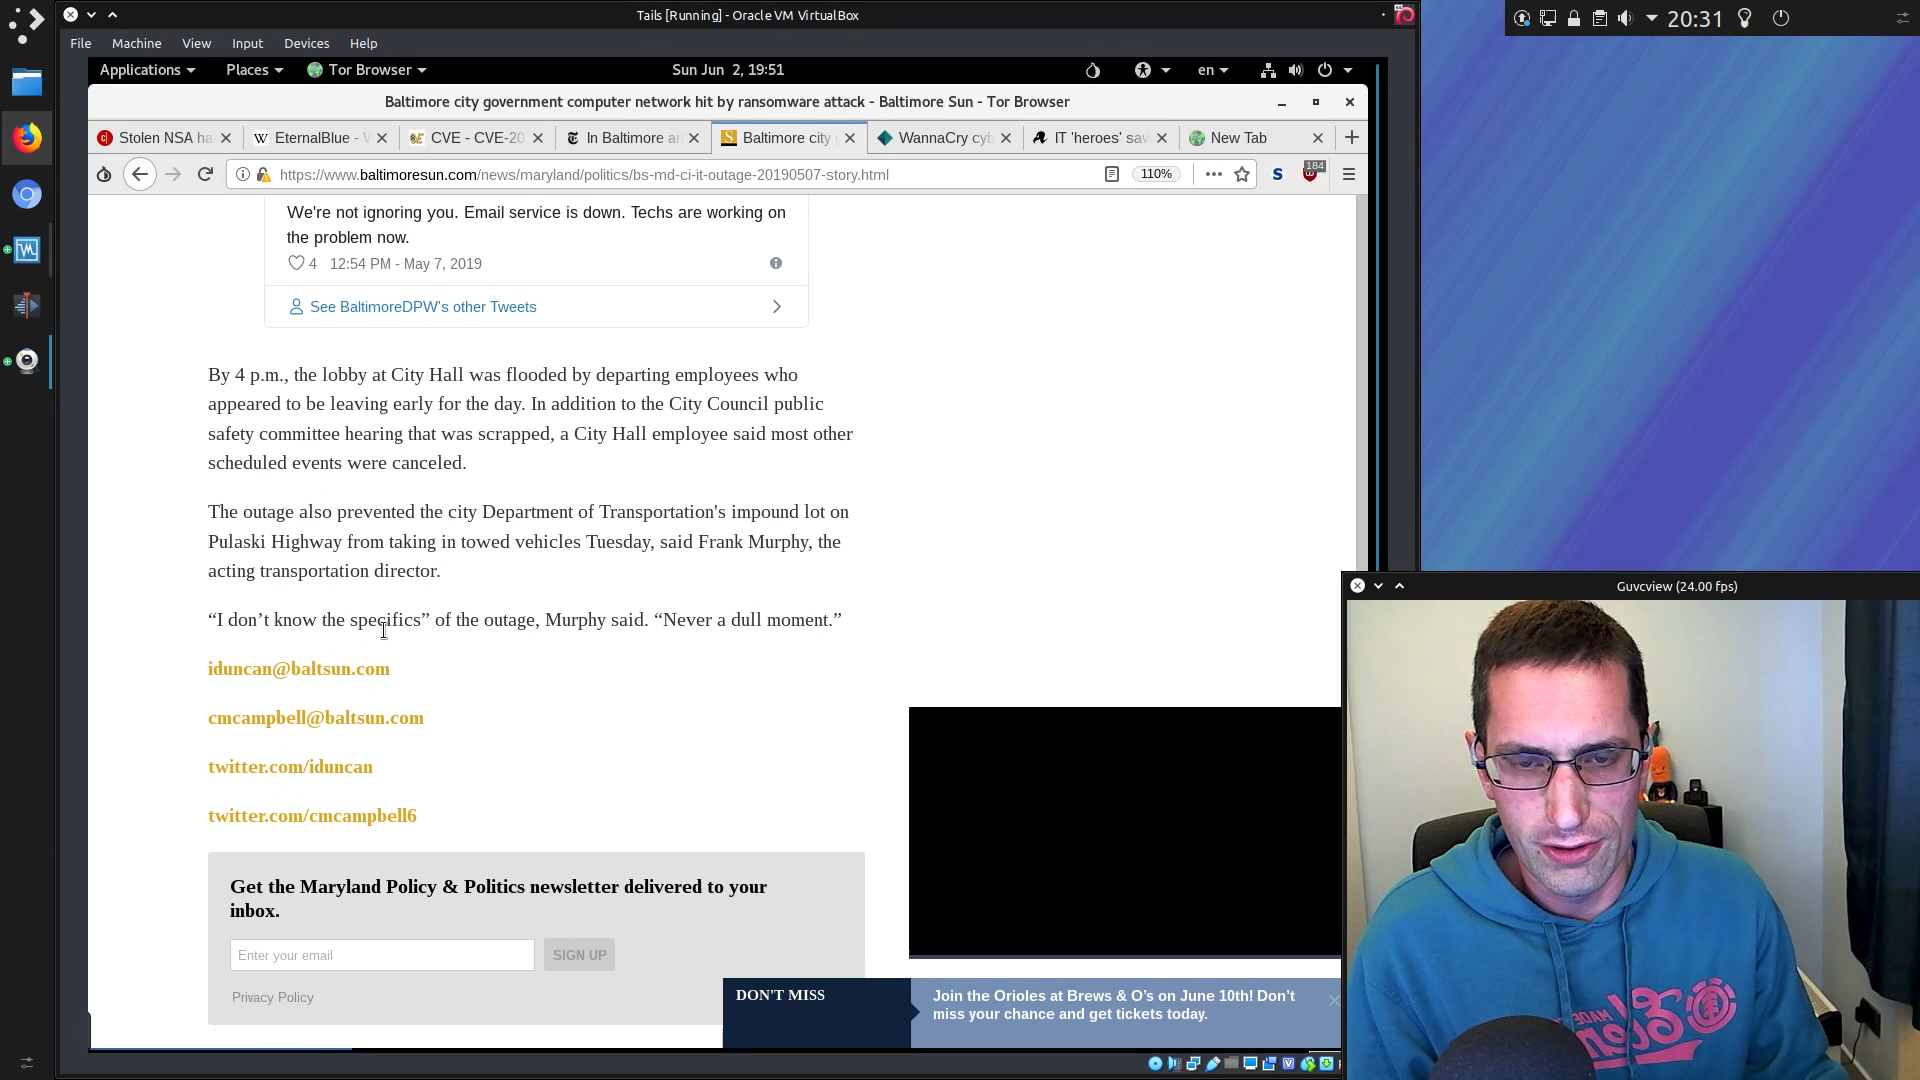 Tails [Running] - Oracle VM VirtualBox
20:31
File Machine View Input Devices Help
Applications Places Tor Browser Sun Jun 2, 19:51 en
Baltimore city government computer network hit by ransomware attack - Baltimore Sun - Tor Browser
Stolen NSA ha EternalBlue - CVE - CVE-20 In Baltimore Baltimore city WannaCry cyb IT 'heroes' sav New Tab
https://www.baltimoresun.com/news/maryland/politics/bs-md-ci-it-outage-20190507-story.html 110% 184
We're not ignoring you. Email service is down. Techs are working on
the problem now.
4 12:54 PM - May 7, 2019
See BaltimoreDPW's other Tweets
By 4 p.m., the lobby at City Hall was flooded by departing employees who
appeared to be leaving early for the day. In addition to the City Council public
safety committee hearing that was scrapped, a City Hall employee said most other
scheduled events were canceled.
The outage also prevented the city Department of Transportation's impound lot on
Pulaski Highway from taking in towed vehicles Tuesday, said Frank Murphy, the
acting transportation director.
“I don’t know the specifics” of the outage, Murphy said. “Never a dull moment.”
iduncan@baltsun.com
cmcampbell@baltsun.com
twitter.com/iduncan
twitter.com/cmcampbell6
Get the Maryland Policy & Politics newsletter delivered to your
inbox.
Enter your email SIGN UP
Privacy Policy
DON'T MISS
Join the Orioles at Brews & O’s on June 10th! Don’t
miss your chance and get tickets today.
Guvcview (24.00 fps)